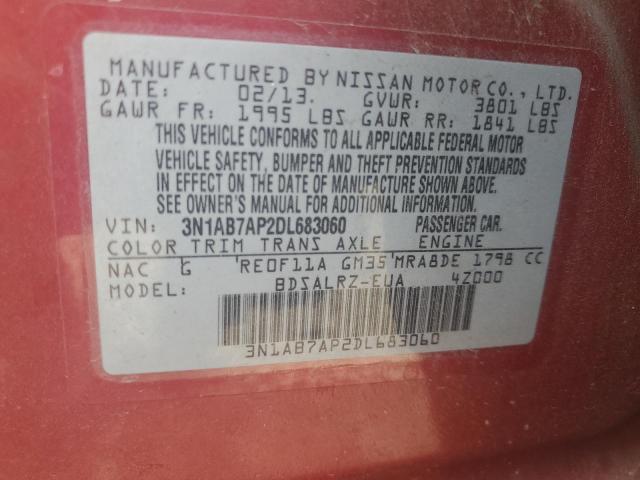 MANUFACTURED BY NISSAN MOTOR CO., LTD.
DATE: 02/13. GVWR: 3801 LBS
GAWR FR: 1995 LBS GAWR RR: 1841 LBS
THIS VEHICLE CONFORMS TO ALL APPLICABLE FEDERAL MOTOR
VEHICLE SAFETY, BUMPER AND THEFT PREVENTION STANDARDS
IN EFFECT ON THE DATE OF MANUFACTURE SHOWN ABOVE.
SEE OWNER'S MANUAL FOR ADDITIONAL INFORMATION.
VIN: 3N1AB7AP2DL683060 PASSENGER CAR.
COLOR TRIM TRANS AXLE ENGINE
NAC G RE0F11A GM35 MRA8DE 1798 CC
MODEL: BDSALRZ-EUA 4Z000
3N1AB7AP2DL683060